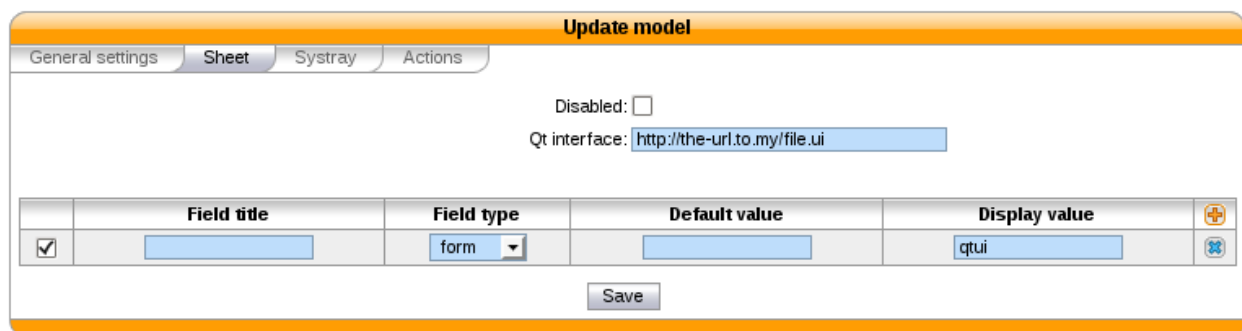 Update model
General settings Sheet Systray Actions
Disabled:
Qt interface: http://the-url.to.my/file.ui
Field title Field type Default value Display value
form qtui
Save